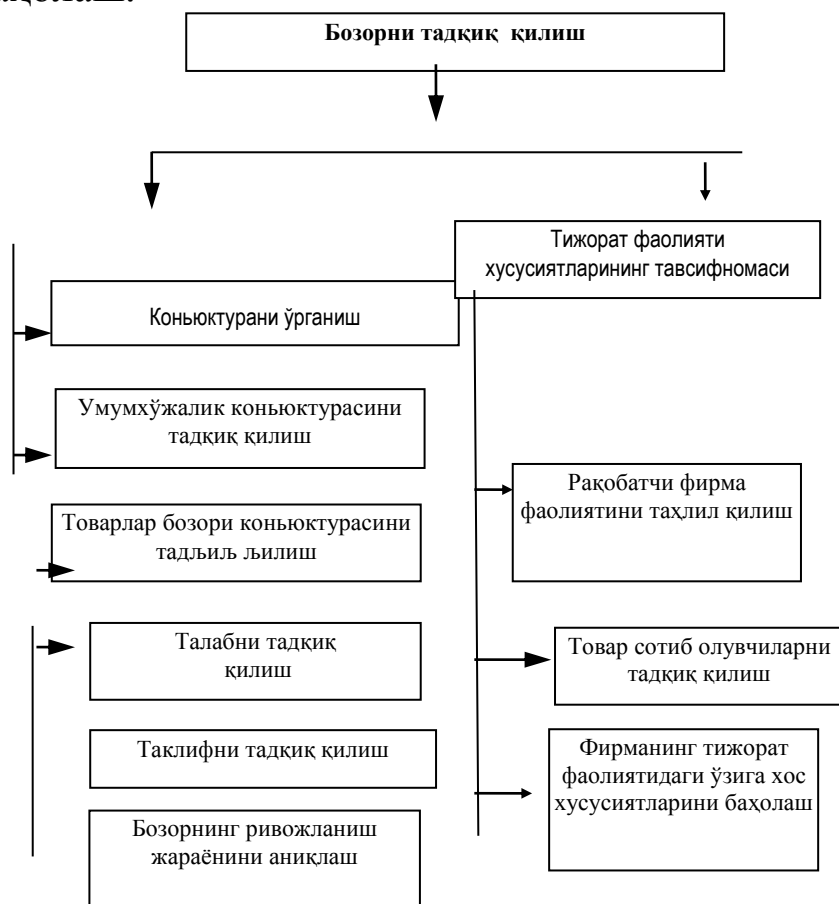 Бозорни тадқиқ қилиш
Тижорат фаолияти
хусусиятларининг тавсифномаси
Коньюктурани ўрганиш
Умумхўжалик коньюктурасини
тадқиқ қилиш
Рақобатчи фирма
фаолиятини таҳлил қилиш
Товарлар бозори коньюктурасини
тадљиљ љилиш
Талабни тадқиқ
қилиш
Товар сотиб олувчиларни
тадқиқ қилиш
Таклифни тадқиқ қилиш
Фирманинг тижорат
фаолиятидаги ўзига хос
хусусиятларини баҳолаш
Бозорнинг ривожланиш
жараёнини аниқлаш